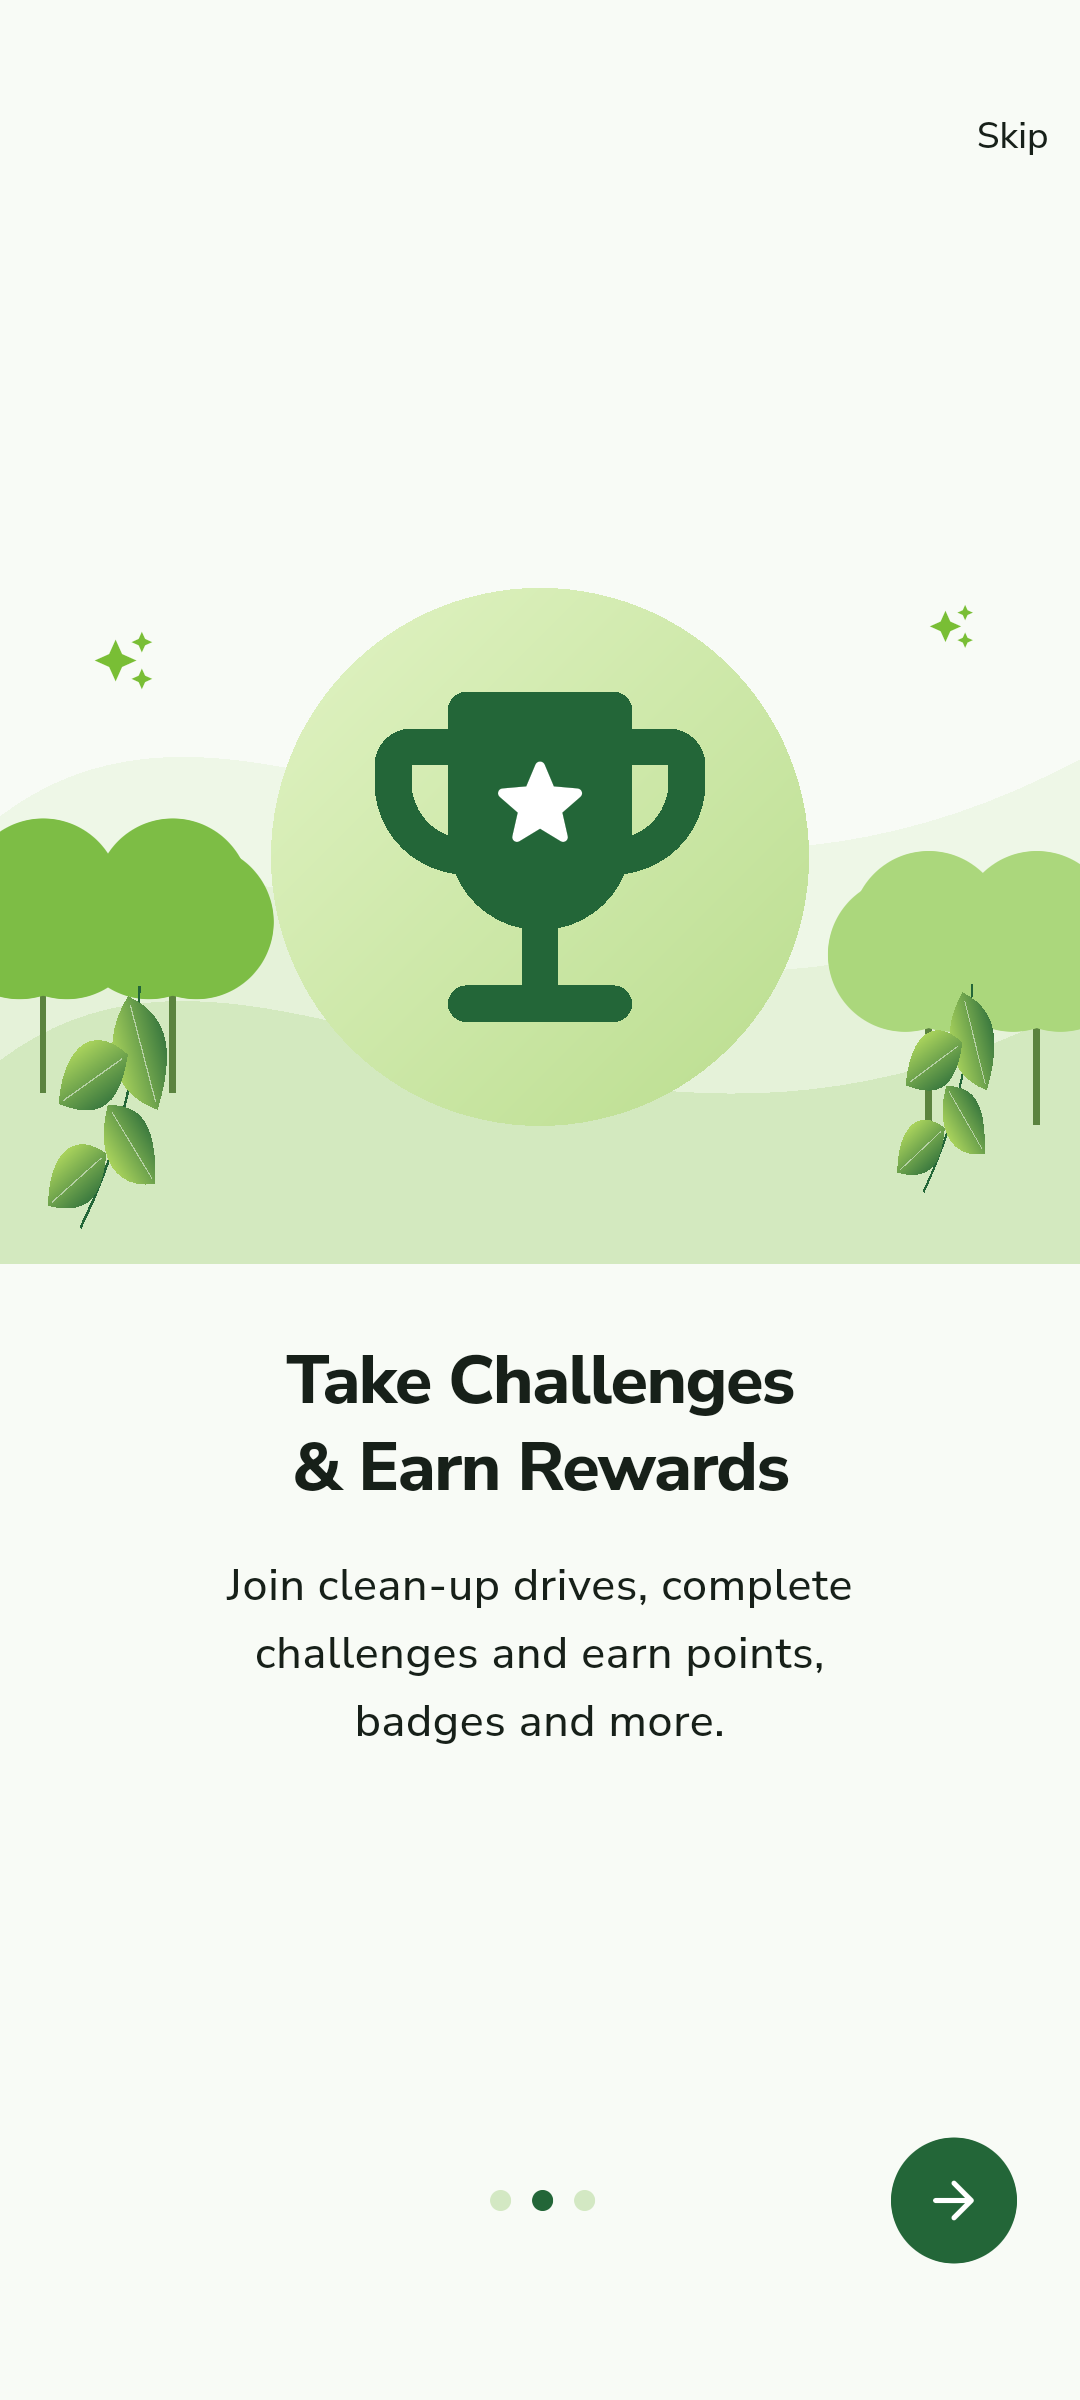 Skip
Take Challenges
& Earn Rewards
Join clean-up drives, complete
challenges and earn points,
badges and more.